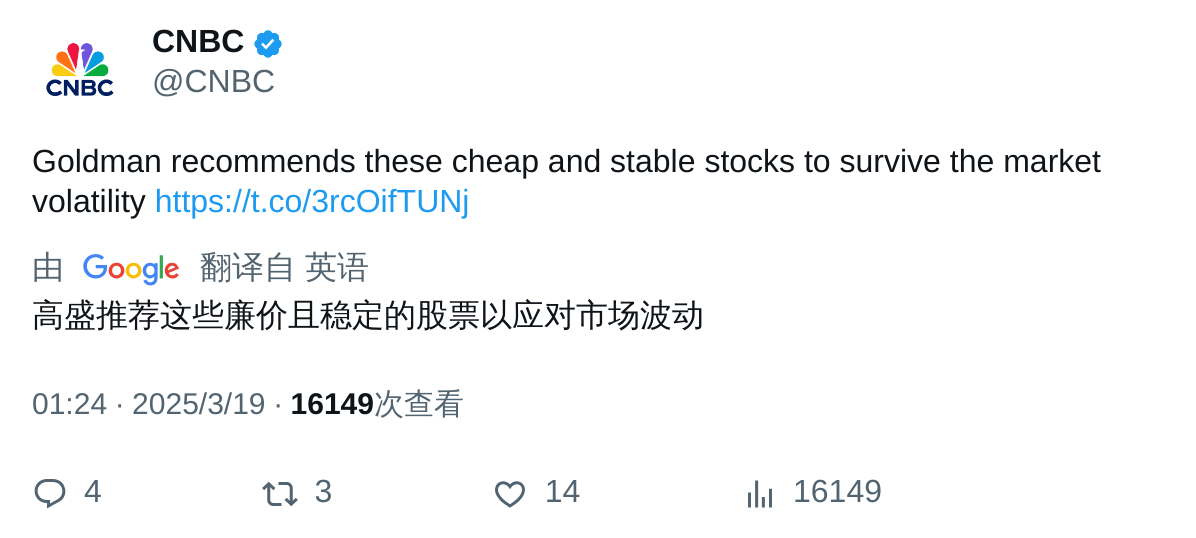 CNBC
CNBC
@CNBC
Goldman recommends these cheap and stable stocks to survive the market
volatility https://t.co/3rcOifTUNj
由 Google 翻译自 英语
高盛推荐这些廉价且稳定的股票以应对市场波动
01:24 · 2025/3/19 · 16149次查看
4 3 14 16149